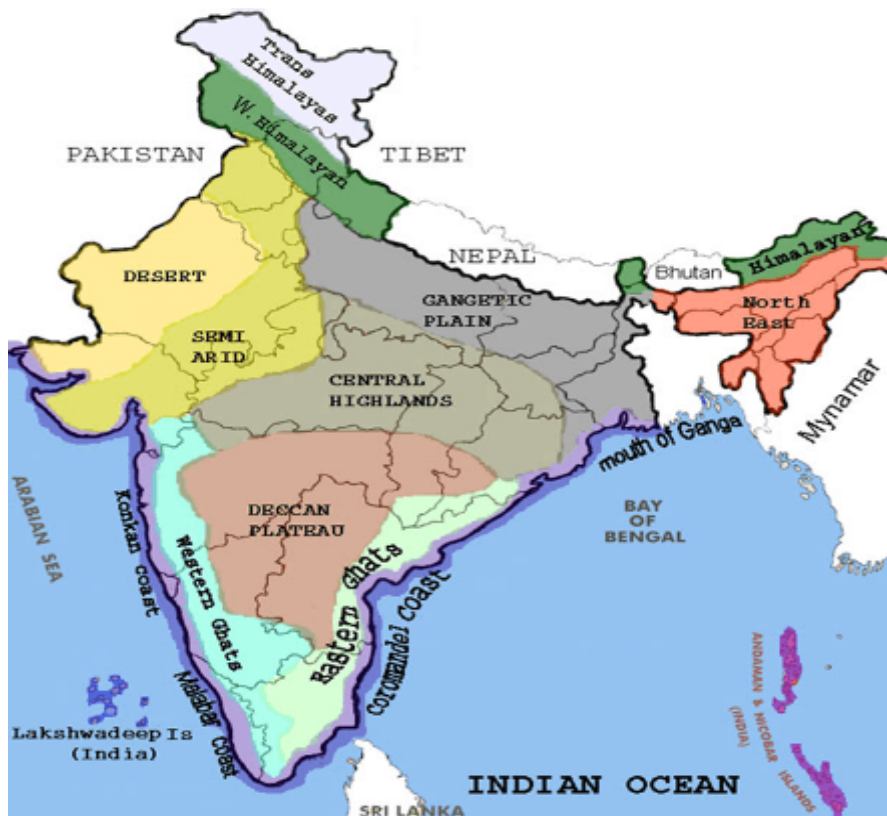 Trans
Himalayas
W.Himalayan
PAKISTAN
TIBET
DESERT
NEPAL
Bhutan
Himalayan
GANGETIC
PLAIN
North
East
SEMI
ARID
CENTRAL
HIGHLANDS
Mynamar
mouth of Ganga
ARABIAN SEA
Konkan coast
DECCAN
PLATRAU
BAY
OF
BENGAL
Western Ghats
Eastern Ghats
Coromandel coast
Malabar coast
Lakshwadeep Is
(India)
ANDAMAN & NICOBAR ISLANDS
(INDIA)
INDIAN OCEAN
SRI LANKA